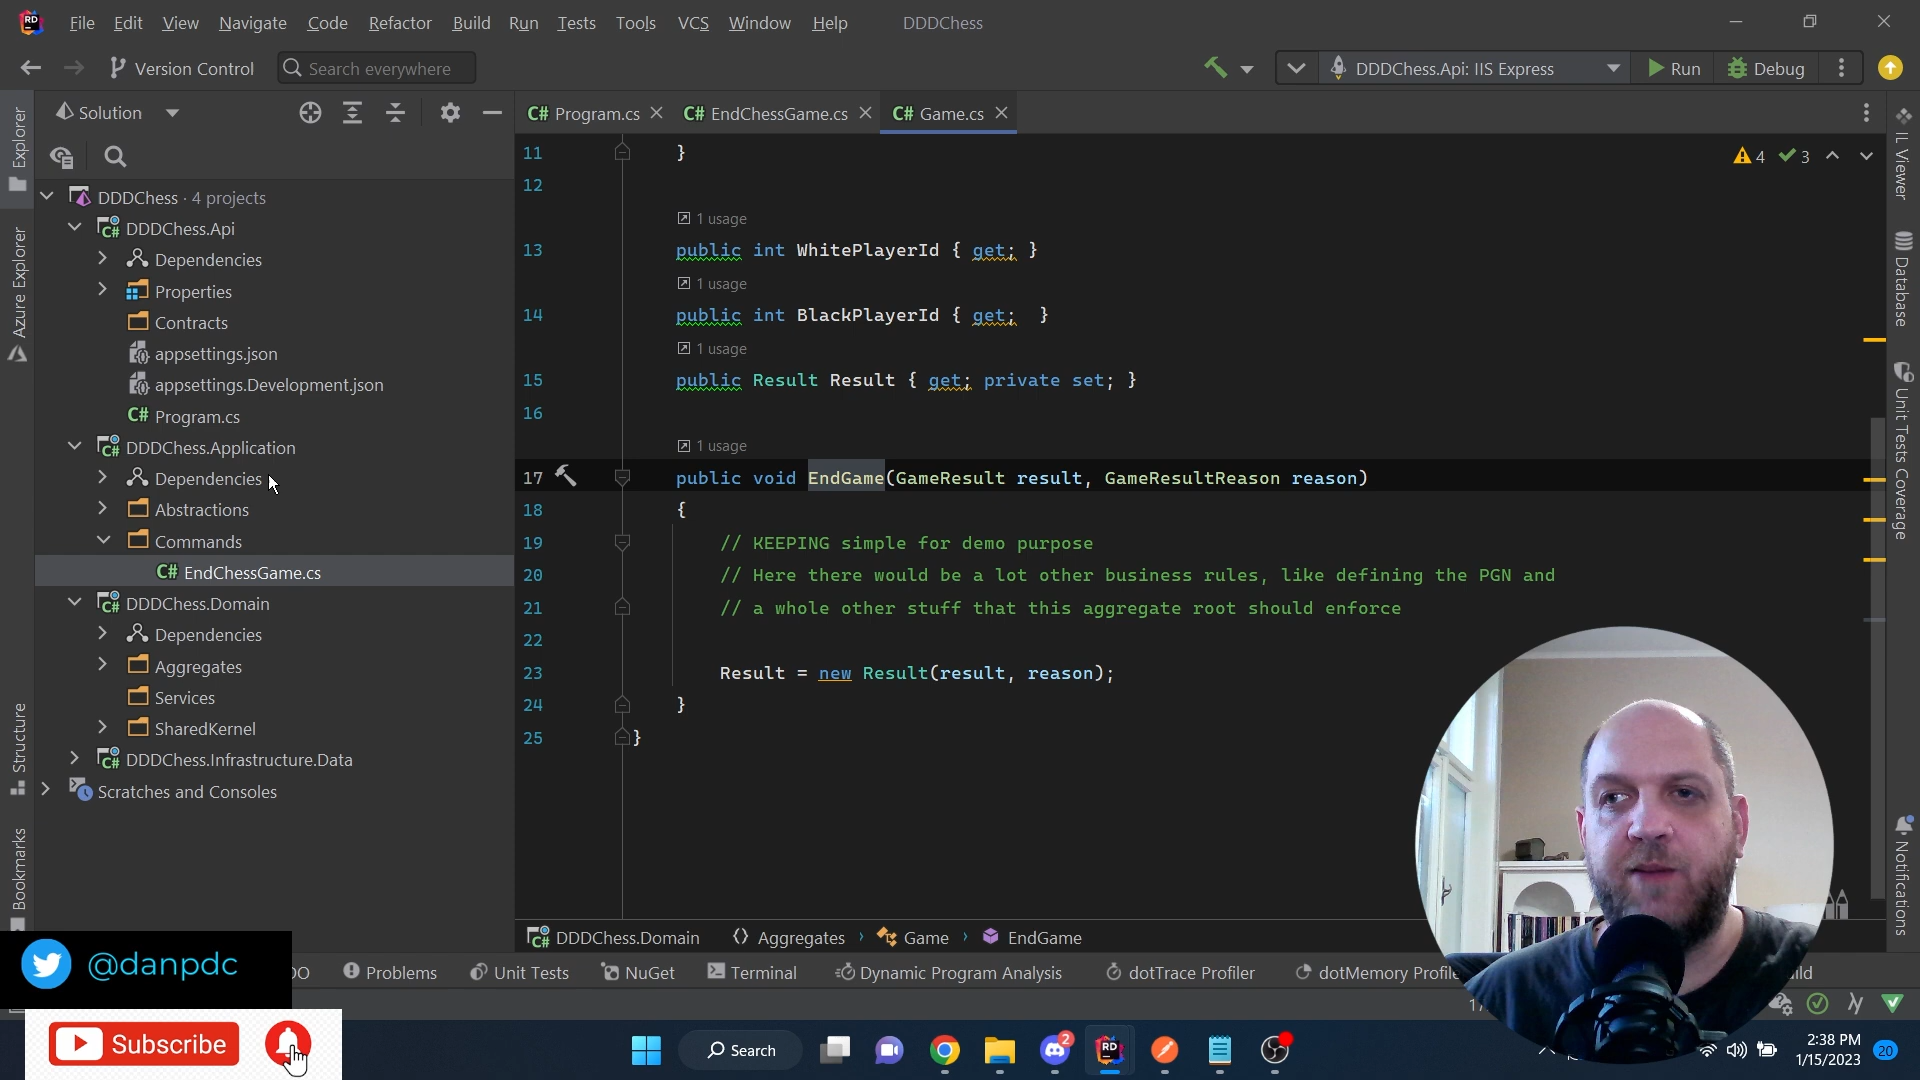 File Edit View Navigate Code Refactor Build Run Tests Tools VCS Window Help DDDChess
Version Control Search everywhere DDDChess.Api: IIS Express Run Debug
Solution
C# Program.cs C# EndChessGame.cs C# Game.cs
Explorer
Azure Explorer
Structure
Bookmarks
DDDChess · 4 projects
DDDChess.Api
Dependencies
Properties
Contracts
appsettings.json
appsettings.Development.json
C# Program.cs
DDDChess.Application
Dependencies
Abstractions
Commands
C# EndChessGame.cs
DDDChess.Domain
Dependencies
Aggregates
Services
SharedKernel
DDDChess.Infrastructure.Data
Scratches and Consoles
4 3
11 }
12
1 usage
13 public int WhitePlayerId { get; }
1 usage
14 public int BlackPlayerId { get; }
1 usage
15 public Result Result { get; private set; }
16
1 usage
17 public void EndGame(GameResult result, GameResultReason reason)
18 {
19 // KEEPING simple for demo purpose
20 // Here there would be a lot other business rules, like defining the PGN and
21 // a whole other stuff that this aggregate root should enforce
22
23 Result = new Result(result, reason);
24 }
25 }
IL Viewer
Database
Unit Tests Coverage
Notifications
DDDChess.Domain Aggregates Game EndGame
Problems Unit Tests NuGet Terminal Dynamic Program Analysis dotTrace Profiler dotMemory Profile
@danpdc
Subscribe
Search
2
RD
2:38 PM
1/15/2023
20